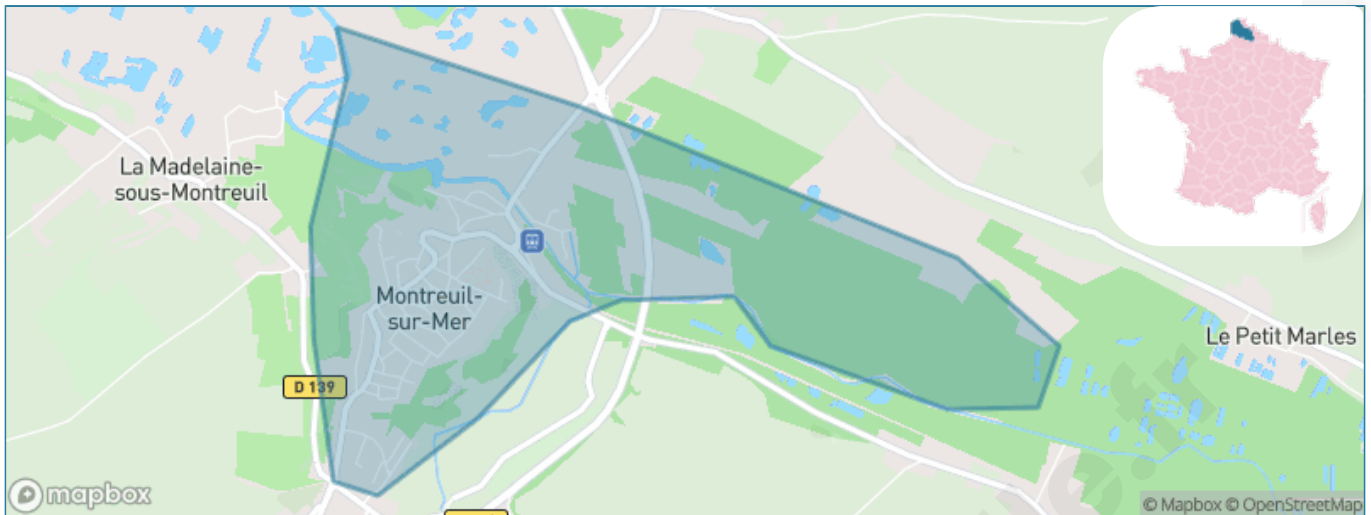 La Madelaine-
sous-Montreuil
Montreuil-
sur-Mer
Le Petit Marles
D 139
mapbox
© Mapbox © OpenStreetMap